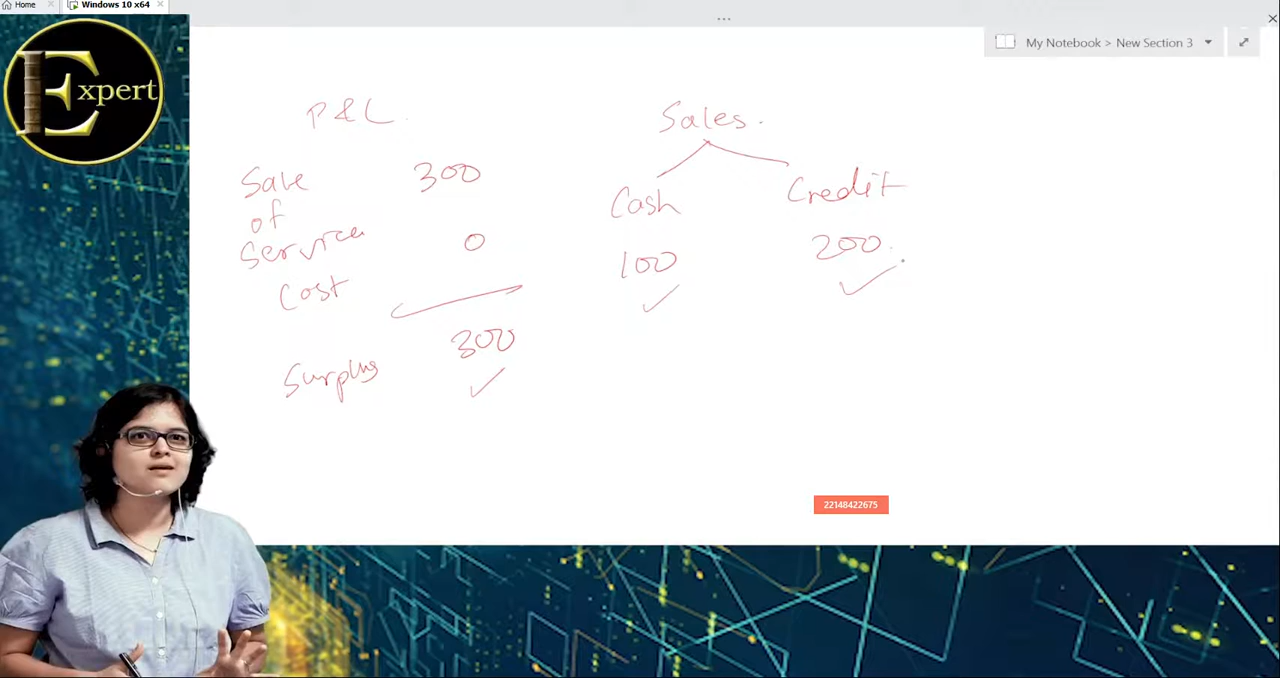 Home
Windows 10 x64
Expert
My Notebook > New Section 3
P & L.
Sale of Service 300
Cost 0
Surplus 300
Sales.
Cash Credit
100 200
22148422675